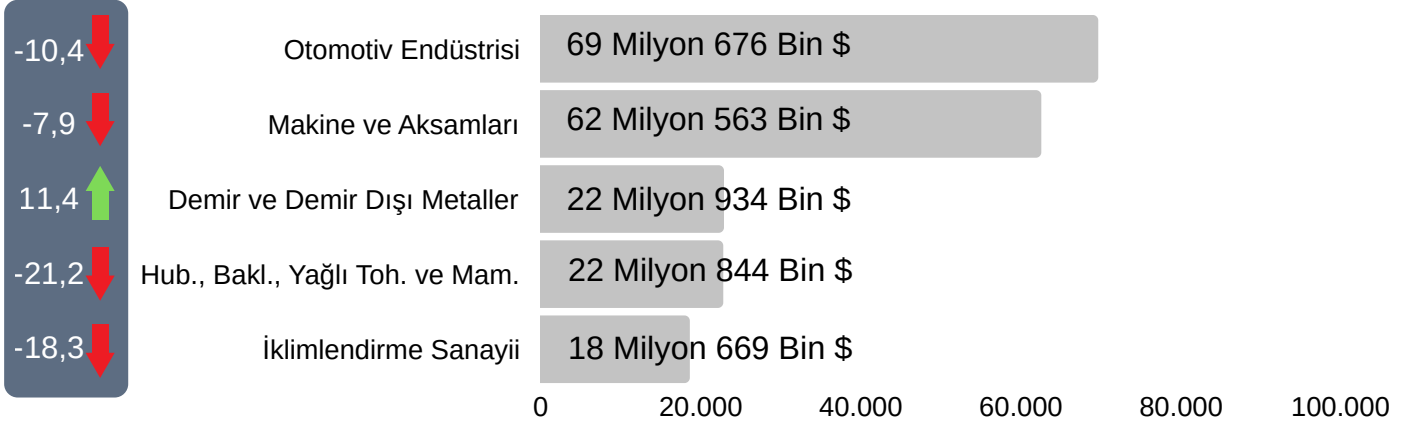 -10,4 Otomotiv Endüstrisi 69 Milyon 676 Bin $
-7,9 Makine ve Aksamları 62 Milyon 563 Bin $
11,4 Demir ve Demir Dışı Metaller 22 Milyon 934 Bin $
-21,2 Hub., Bakl., Yağlı Toh. ve Mam. 22 Milyon 844 Bin $
-18,3 İklimlendirme Sanayii 18 Milyon 669 Bin $
0 20.000 40.000 60.000 80.000 100.000